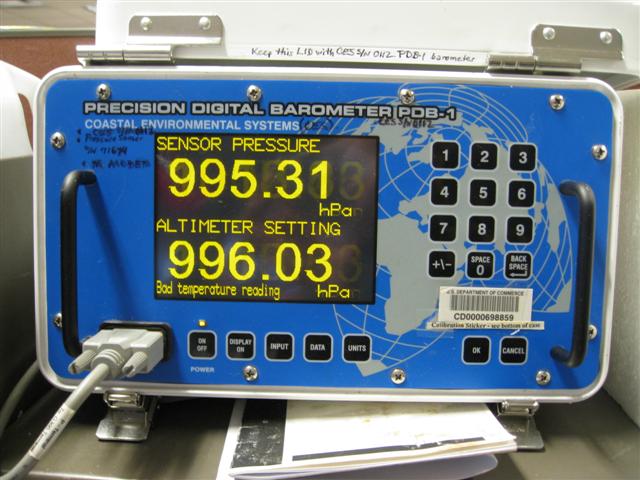 Keep this LID with CES S/N 0112 PDB-1 barometer
PRECISION DIGITAL BAROMETER PDB-1
COASTAL ENVIRONMENTAL SYSTEMS
SENSOR PRESSURE
995.31
hPa
ALTIMETER SETTING
996.03
Bad temperature reading hPa
1 2 3
4 5 6
7 8 9
+\- SPACE 0 BACK SPACE
U.S. DEPARTMENT OF COMMERCE
CD0000698859
Calibration Sticker - see bottom of case
ON OFF DISPLAY ON INPUT DATA UNITS OK CANCEL
POWER